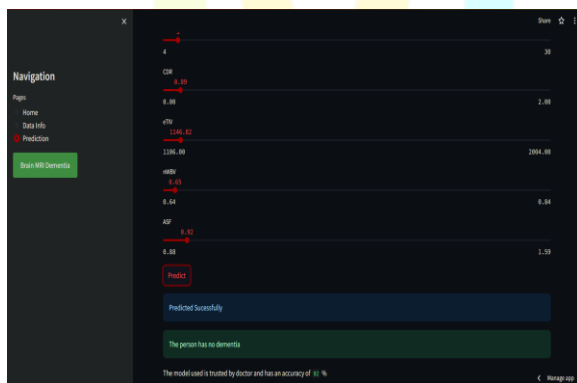 X
Share
4
30
Navigation
CDR
0.09
Pages
0.00
2.00
Home
eTIV
Data Info
1146.82
Prediction
1106.00
2004.00
Brain MRI Dementia
nWBV
0.65
0.64
0.84
ASF
0.92
0.88
1.59
Predict
Predicted Sucessfully
The person has no dementia
The model used is trusted by doctor and has an accuracy of 92 %
< Manage app